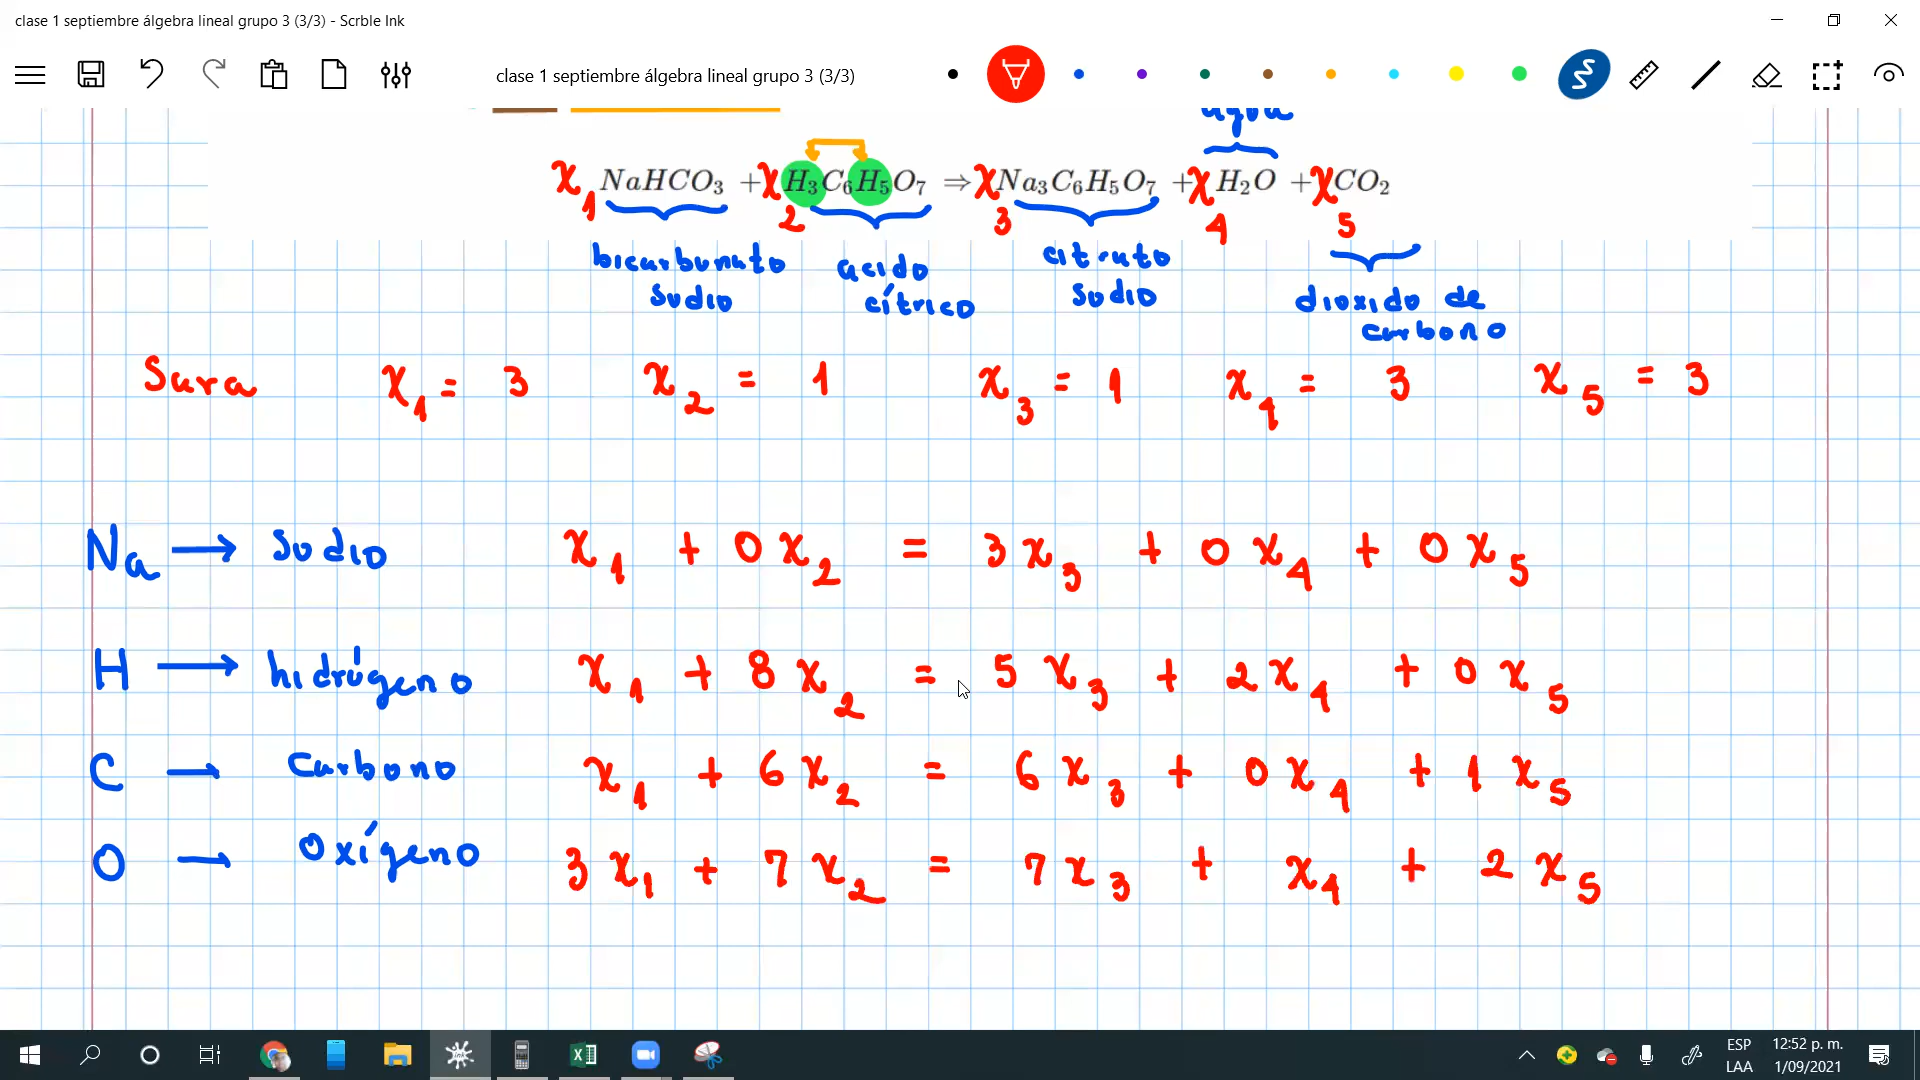 clase 1 septiembre álgebra lineal grupo 3 (3/3) - Scrble Ink
clase 1 septiembre álgebra lineal grupo 3 (3/3)
agua
x₁ NaHCO₃ + x₂ H₃C₆H₅O₇ ⇒ x₃ Na₃C₆H₅O₇ + x₄ H₂O + x₅ CO₂
bicarbonato sodio
acido cítrico
citrato sodio
dioxido de carbono
Sara x₁ = 3 x₂ = 1 x₃ = 1 x₄ = 3 x₅ = 3
Na → sodio x₁ + 0x₂ = 3x₃ + 0x₄ + 0x₅
H → hidrógeno x₁ + 8x₂ = 5x₃ + 2x₄ + 0x₅
C → Carbono x₁ + 6x₂ = 6x₃ + 0x₄ + 1x₅
O → Oxígeno 3x₁ + 7x₂ = 7x₃ + x₄ + 2x₅
ESP 12:52 p. m.
LAA 1/09/2021